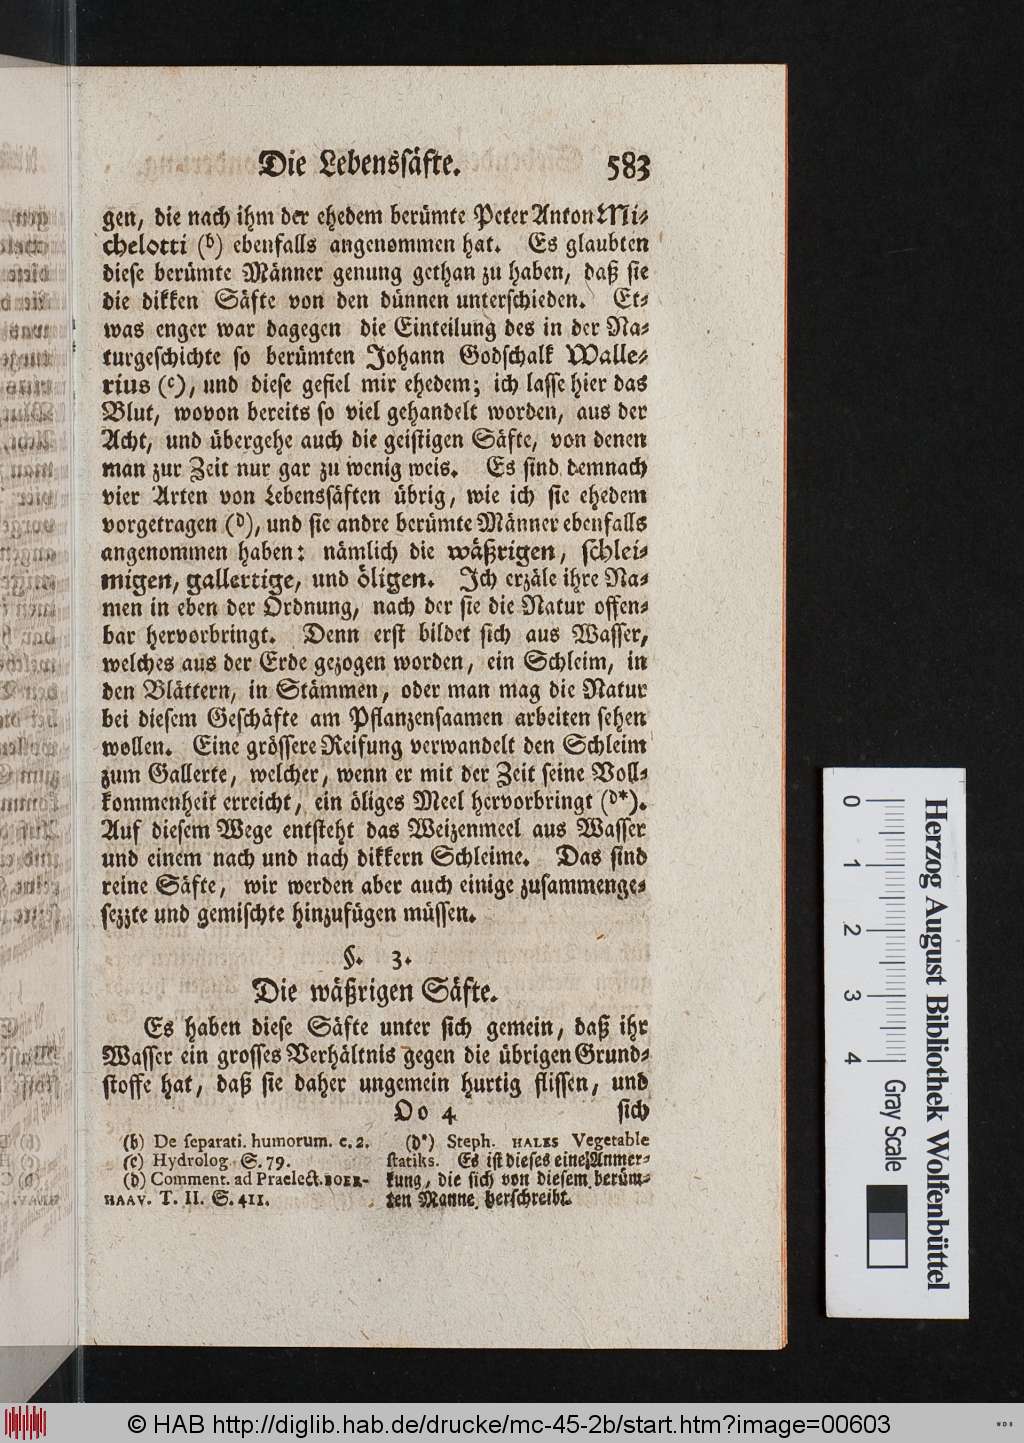 Die Lebenssäfte. 583
gen, die nach ihm der ehedem berümte Peter Anton Mi-
chelotti (b) ebenfalls angenommen hat. Es glaubten
diese berümte Männer genung gethan zu haben, daß sie
die dikken Säfte von den dünnen unterschieden. Et-
was enger war dagegen die Einteilung des in der Na-
turgeschichte so berümten Johann Godschalk Walle-
rius (c), und diese gefiel mir ehedem; ich lasse hier das
Blut, wovon bereits so viel gehandelt worden, aus der
Acht, und übergehe auch die geistigen Säfte, von denen
man zur Zeit nur gar zu wenig weis. Es sind demnach
vier Arten von Lebenssäften übrig, wie ich sie ehedem
vorgetragen (d), und sie andre berümte Männer ebenfalls
angenommen haben: nämlich die wäßrigen, schlei-
migen, gallertige, und öligen. Ich erzäle ihre Na-
men in eben der Ordnung, nach der sie die Natur offen-
bar hervorbringt. Denn erst bildet sich aus Wasser,
welches aus der Erde gezogen worden, ein Schleim, in
den Blättern, in Stämmen, oder man mag die Natur
bei diesem Geschäfte am Pflanzensaamen arbeiten sehen
wollen. Eine grössere Reifung verwandelt den Schleim
zum Gallerte, welcher, wenn er mit der Zeit seine Voll-
kommenheit erreicht, ein öliges Meel hervorbringt (d*).
Auf diesem Wege entsteht das Weizenmeel aus Wasser
und einem nach und nach dikkern Schleime. Das sind
reine Säfte, wir werden aber auch einige zusammenge-
sezzte und gemischte hinzufügen müssen.
§. 3.
Die wäßrigen Säfte.
Es haben diese Säfte unter sich gemein, daß ihr
Wasser ein grosses Verhältnis gegen die übrigen Grund-
stoffe hat, daß sie daher ungemein hurtig flissen, und
Oo 4 sich
(b) De separati. humorum. c. 2.
(c) Hydrolog S. 79.
(d) Comment. ad Praelect. BOER-
HAAV. T. II. S. 411.
(d*) Steph. HALES Vegetable
statiks. Es ist dieses eine Anmer-
kung, die sich von diesem berüm-
ten Manne herschreibt.
0 1 2 3 4 Gray Scale
Herzog August Bibliothek Wolfenbüttel
© HAB http://diglib.hab.de/drucke/mc-45-2b/start.htm?image=00603